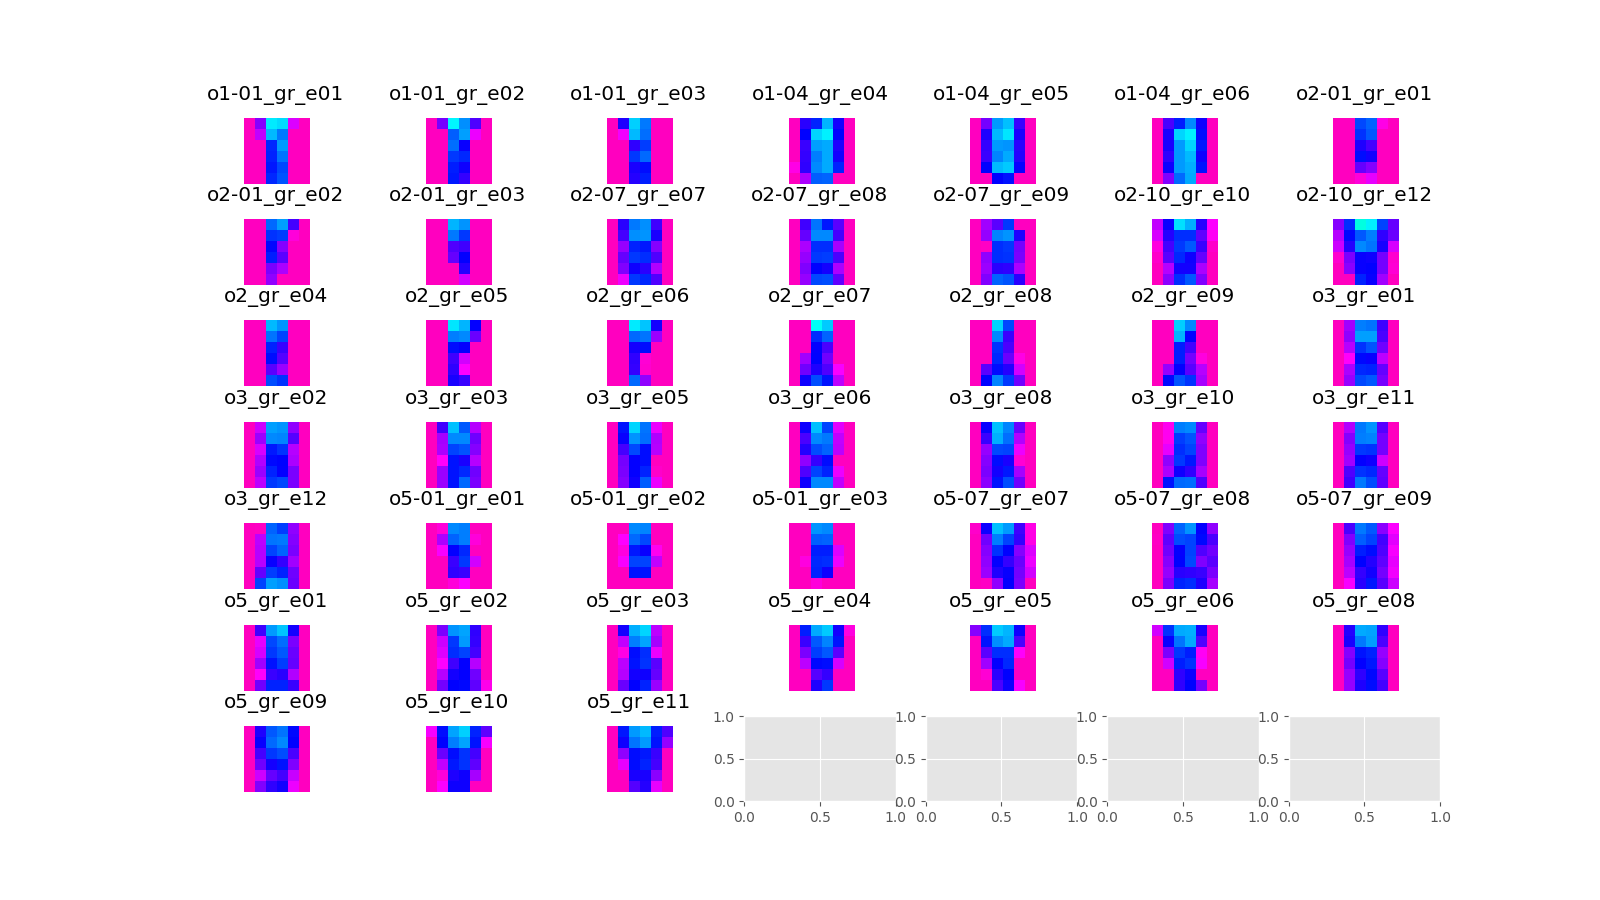 o1-01_gr_e01 o1-01_gr_e02 o1-01_gr_e03 o1-04_gr_e04 o1-04_gr_e05 o1-04_gr_e06 o2-01_gr_e01
o2-01_gr_e02 o2-01_gr_e03 o2-07_gr_e07 o2-07_gr_e08 o2-07_gr_e09 o2-10_gr_e10 o2-10_gr_e12
o2_gr_e04 o2_gr_e05 o2_gr_e06 o2_gr_e07 o2_gr_e08 o2_gr_e09 o3_gr_e01
o3_gr_e02 o3_gr_e03 o3_gr_e05 o3_gr_e06 o3_gr_e08 o3_gr_e10 o3_gr_e11
o3_gr_e12 o5-01_gr_e01 o5-01_gr_e02 o5-01_gr_e03 o5-07_gr_e07 o5-07_gr_e08 o5-07_gr_e09
o5_gr_e01 o5_gr_e02 o5_gr_e03 o5_gr_e04 o5_gr_e05 o5_gr_e06 o5_gr_e08
o5_gr_e09 o5_gr_e10 o5_gr_e11
1.0 1.0 1.0 1.0
0.5 0.5 0.5 0.5
0.0 0.0 0.0 0.0
0.0 0.5 1.0 0.0 0.5 1.0 0.0 0.5 1.0 0.0 0.5 1.0